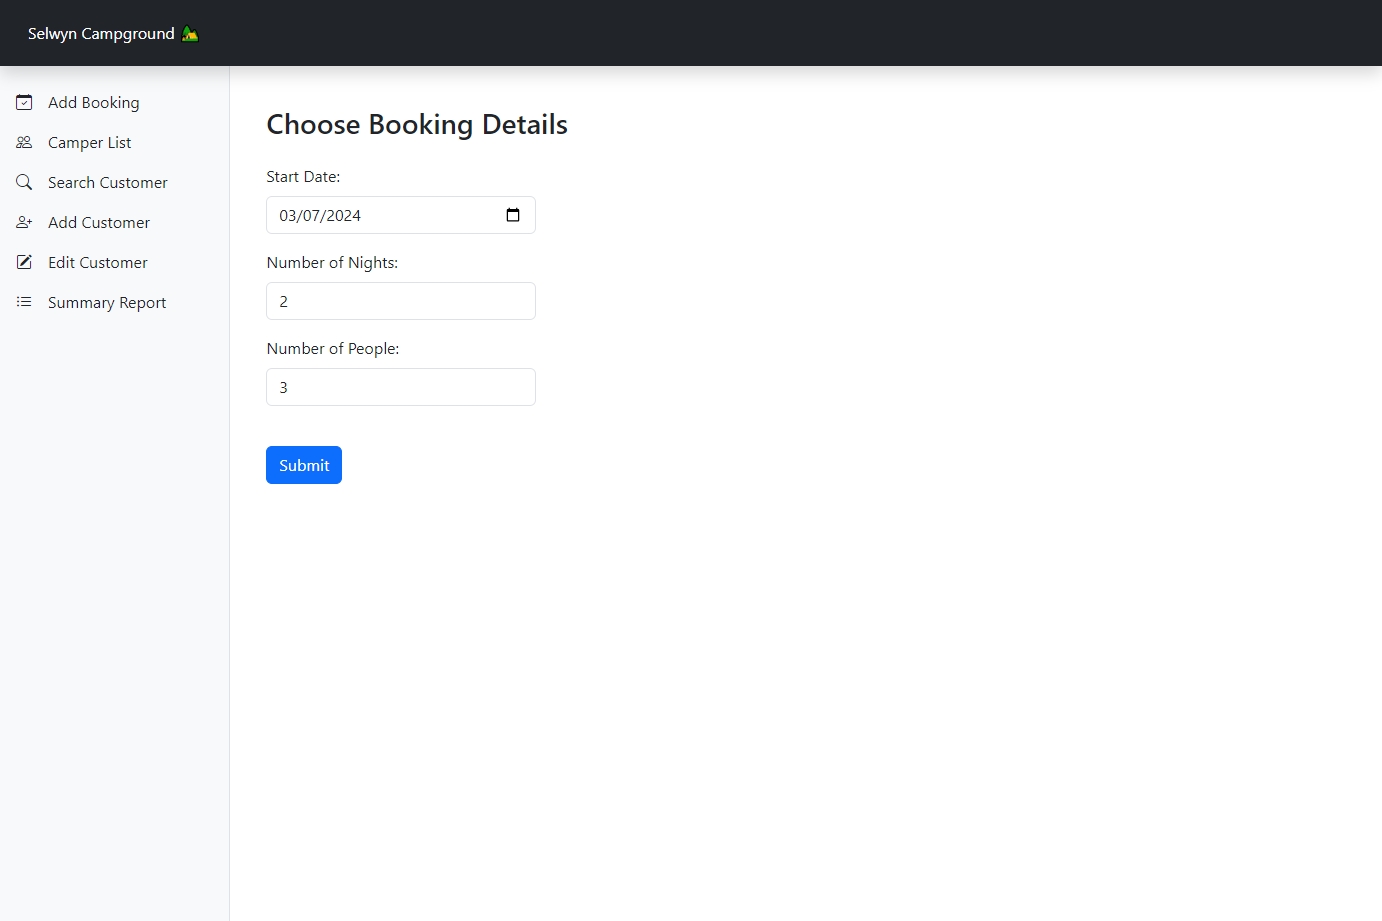 Selwyn Campground
Add Booking
Camper List
Search Customer
Add Customer
Edit Customer
Summary Report
Choose Booking Details
Start Date:
03/07/2024
Number of Nights:
2
Number of People:
3
Submit